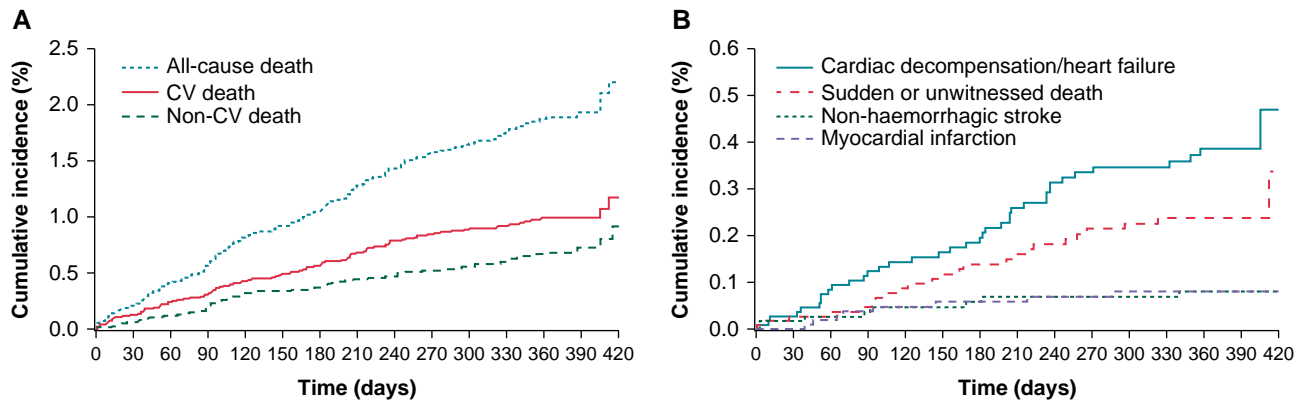 A
Cumulative incidence (%)
2.5
2.0
1.5
1.0
0.5
0.0
All-cause death
CV death
Non-CV death
0 30 60 90 120 150 180 210 240 270 300 330 360 390 420
Time (days)
B
Cumulative incidence (%)
0.6
0.5
0.4
0.3
0.2
0.1
0.0
Cardiac decompensation/heart failure
Sudden or unwitnessed death
Non-haemorrhagic stroke
Myocardial infarction
0 30 60 90 120 150 180 210 240 270 300 330 360 390 420
Time (days)